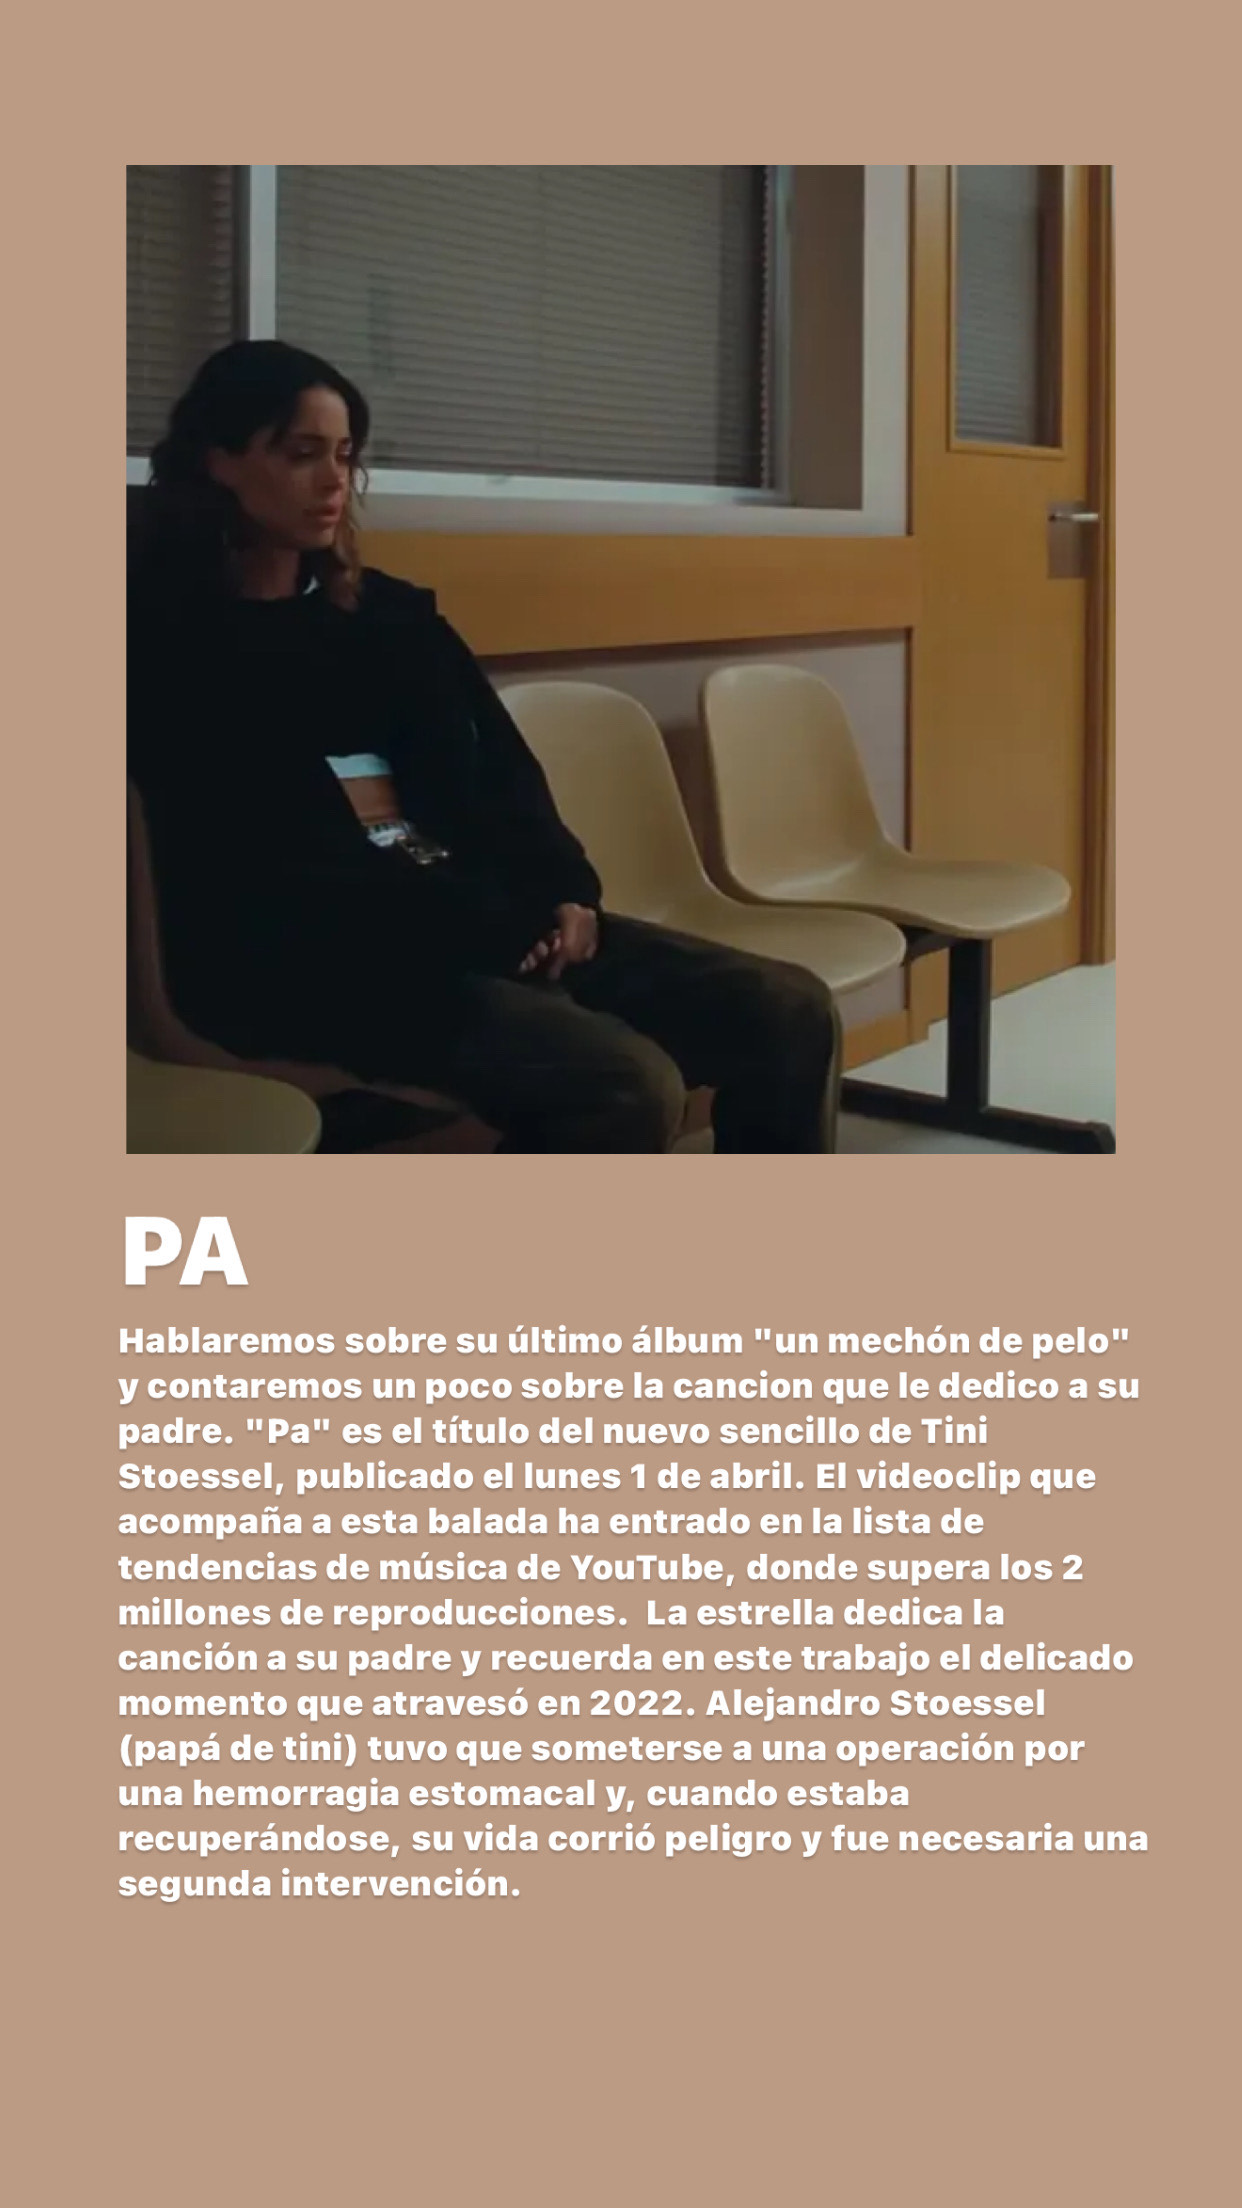 PA
Hablaremos sobre su último álbum "un mechón de pelo"
y contaremos un poco sobre la cancion que le dedico a su
padre. "Pa" es el título del nuevo sencillo de Tini
Stoessel, publicado el lunes 1 de abril. El videoclip que
acompaña a esta balada ha entrado en la lista de
tendencias de música de YouTube, donde supera los 2
millones de reproducciones.  La estrella dedica la
canción a su padre y recuerda en este trabajo el delicado
momento que atravesó en 2022. Alejandro Stoessel
(papá de tini) tuvo que someterse a una operación por
una hemorragia estomacal y, cuando estaba
recuperándose, su vida corrió peligro y fue necesaria una
segunda intervención.